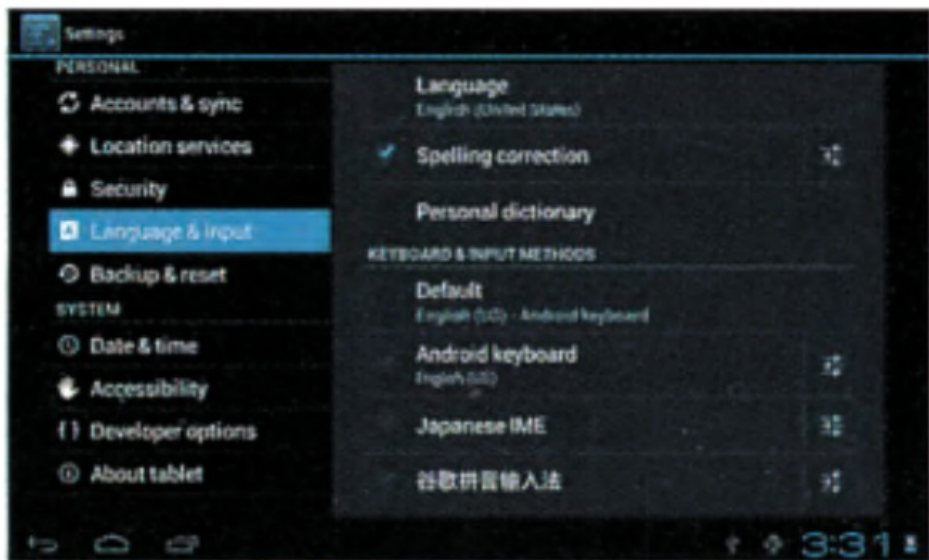 Settings
PERSONAL
Accounts & sync
Location services
Security
Language & input
Backup & reset
SYSTEM
Date & time
Accessibility
Developer options
About tablet
Language
English (United States)
Spelling correction
Personal dictionary
KEYBOARD & INPUT METHODS
Default
English (US) - Android keyboard
Android keyboard
English (US)
Japanese IME
谷歌拼音输入法
3:31